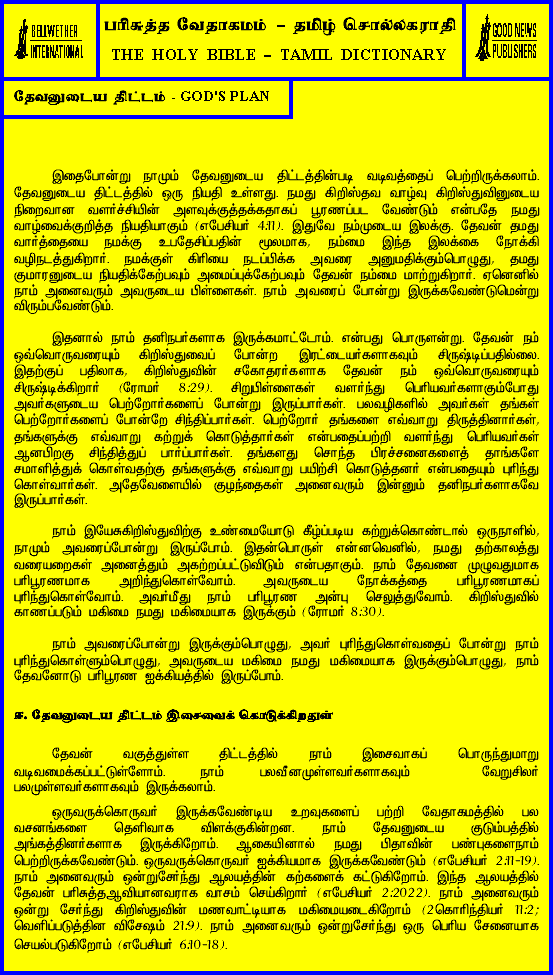 BELLWETHER
INTERNATIONAL
பரிசுத்த வேதாகமம் – தமிழ் சொல்லகராதி
THE HOLY BIBLE – TAMIL DICTIONARY
GOOD NEWS
PUBLISHERS
தேவனுடைய திட்டம் - GOD'S PLAN
இதைபோன்று நாமும் தேவனுடைய திட்டத்தின்படி வடிவத்தைப் பெற்றிருக்கலாம்.
தேவனுடைய திட்டத்தில் ஒரு நியதி உள்ளது. நமது கிறிஸ்தவ வாழ்வு கிறிஸ்துவினுடைய
நிறைவான வளர்ச்சியின் அளவுக்குத்தக்கதாகப் பூரணப்பட வேண்டும் என்பதே நமது
வாழ்வைக்குறித்த நியதியாகும் (எபேசியர் 4:11). இதுவே நம்முடைய இலக்கு. தேவன் தமது
வார்த்தையை நமக்கு உபதேசிப்பதின் மூலமாக, நம்மை இந்த இலக்கை நோக்கி
வழிநடத்துகிறார். நமக்குள் கிரியை நடப்பிக்க அவரை அனுமதிக்கும்பொழுது, தமது
குமாரனுடைய நியதிக்கேற்பவும் அமைப்புக்கேற்பவும் தேவன் நம்மை மாற்றுகிறார். ஏனெனில்
நாம் அனைவரும் அவருடைய பிள்ளைகள். நாம் அவரைப் போன்று இருக்கவேண்டுமென்று
விரும்பவேண்டும்.
இதனால் நாம் தனிநபர்களாக இருக்கமாட்டோம். என்பது பொருளன்று. தேவன் நம்
ஒவ்வொருவரையும் கிறிஸ்துவைப் போன்ற இரட்டையர்களாகவும் சிருஷ்டிப்பதில்லை.
இதற்குப் பதிலாக, கிறிஸ்துவின் சகோதரர்களாக தேவன் நம் ஒவ்வொருவரையும்
சிருஷ்டிக்கிறார் (ரோமர் 8:29). சிறுபிள்ளைகள் வளர்ந்து பெரியவர்களாகும்போது
அவர்களுடைய பெற்றோர்களைப் போன்று இருப்பார்கள். பலவழிகளில் அவர்கள் தங்கள்
பெற்றோர்களைப் போன்றே சிந்திப்பார்கள். பெற்றோர் தங்களை எவ்வாறு திருத்தினார்கள்,
தங்களுக்கு எவ்வாறு கற்றுக் கொடுத்தார்கள் என்பதைப்பற்றி வளர்ந்து பெரியவர்கள்
ஆனபிறகு சிந்தித்துப் பார்ப்பார்கள். தங்களது சொந்த பிரச்சனைகளைத் தாங்களே
சமாளித்துக் கொள்வதற்கு தங்களுக்கு எவ்வாறு பயிற்சி கொடுத்தனர் என்பதையும் புரிந்து
கொள்வார்கள். அதேவேளையில் குழந்தைகள் அனைவரும் இன்னும் தனிநபர்களாகவே
இருப்பார்கள்.
நாம் இயேசுகிறிஸ்துவிற்கு உண்மையோடு கீழ்ப்படிய கற்றுக்கொண்டால் ஒருநாளில்,
நாமும் அவரைப்போன்று இருப்போம். இதன்பொருள் என்னவெனில், நமது தற்காலத்து
வரையறைகள் அனைத்தும் அகற்றப்பட்டுவிடும் என்பதாகும். நாம் தேவனை முழுவதுமாக
பரிபூரணமாக அறிந்துகொள்வோம். அவருடைய நோக்கத்தை பரிபூரணமாகப்
புரிந்துகொள்வோம். அவர்மீது நாம் பரிபூரண அன்பு செலுத்துவோம். கிறிஸ்துவில்
காணப்படும் மகிமை நமது மகிமையாக இருக்கும் (ரோமர் 8:30).
நாம் அவரைப்போன்று இருக்கும்பொழுது, அவர் புரிந்துகொள்வதைப் போன்று நாம்
புரிந்துகொள்ளும்பொழுது, அவருடைய மகிமை நமது மகிமையாக இருக்கும்பொழுது, நாம்
தேவனோடு பரிபூரண ஐக்கியத்தில் இருப்போம்.
ஈ. தேவனுடைய திட்டம் இசைவைக் கொடுக்கிறதுள்
தேவன் வகுத்துள்ள திட்டத்தில் நாம் இசைவாகப் பொருந்துமாறு
வடிவமைக்கப்பட்டுள்ளோம். நாம் பலவீனமுள்ளவர்களாகவும் வேறுசிலர்
பலமுள்ளவர்களாகவும் இருக்கலாம்.
ஒருவருக்கொருவர் இருக்கவேண்டிய உறவுகளைப் பற்றி வேதாகமத்தில் பல
வசனங்களை தெளிவாக விளக்குகின்றன. நாம் தேவனுடைய குடும்பத்தில்
அங்கத்தினர்களாக இருக்கிறோம். ஆகையினால் நமது பிதாவின் பண்புகளைநாம்
பெற்றிருக்கவேண்டும். ஒருவருக்கொருவர் ஐக்கியமாக இருக்கவேண்டும் (எபேசியர் 2:11-19).
நாம் அனைவரும் ஒன்றுசேர்ந்து ஆலயத்தின் கற்களைக் கட்டுகிறோம். இந்த ஆலயத்தில்
தேவன் பரிசுத்தஆவியானவராக வாசம் செய்கிறார் (எபேசியர் 2:2022). நாம் அனைவரும்
ஒன்று சேர்ந்து கிறிஸ்துவின் மணவாட்டியாக மகிமையடைகிறோம் (2கொரிந்தியர் 11:2;
வெளிப்படுத்தின விசேஷம் 21:9). நாம் அனைவரும் ஒன்றுசேர்ந்து ஒரு பெரிய சேனையாக
செயல்படுகிறோம் (எபேசியர் 6:10-18).